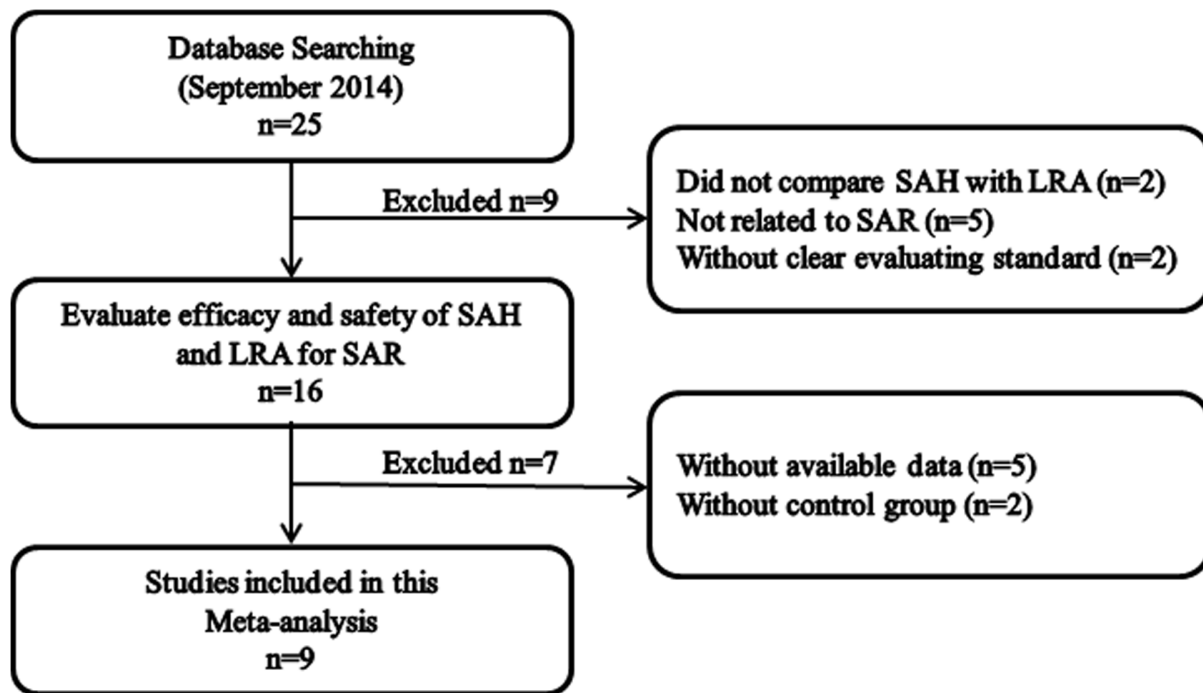 Database Searching
(September 2014)
n=25
Excluded n=9
Did not compare SAH with LRA (n=2)
Not related to SAR (n=5)
Without clear evaluating standard (n=2)
Evaluate efficacy and safety of SAH
and LRA for SAR
n=16
Excluded n=7
Without available data (n=5)
Without control group (n=2)
Studies included in this
Meta-analysis
n=9